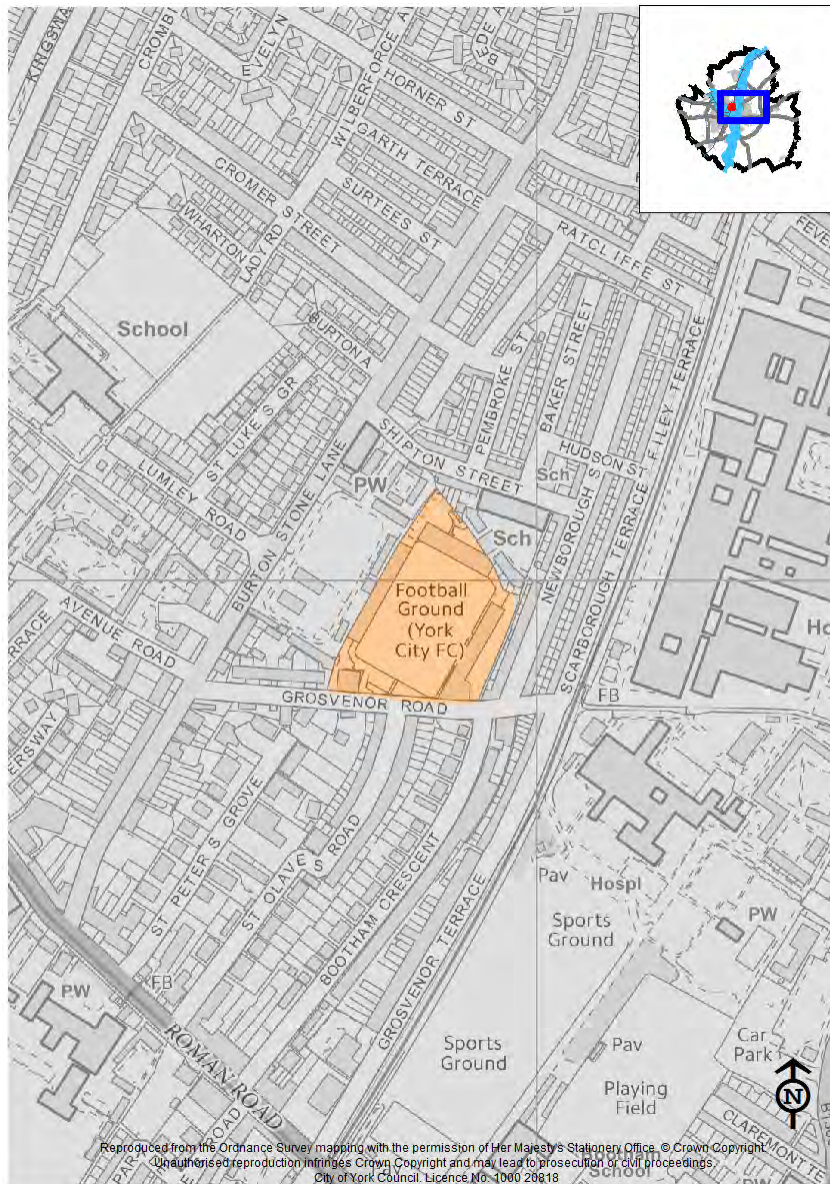 KINGSWA
CROMBI
EVELYN
WILBERFORCE A
BEDE A
HORNER S
GARTH TERRACE
CROMER STREET
SURTEES ST
WHARTON
LADY RD
RATCLIFFE ST
FEVE
School
BURTON A
PEMBROKE ST
BAKER STREET
FILEY TERRACE
ST LUKE S GR
SHIPTON STREET
HUDSON ST
LUMLEY ROAD
BURTON STONE LANE
PW
Sch
Sch
NEWBOROUGH S
SCARBOROUGH TERRACE
Football
Ground
(York
City FC)
AVENUE ROAD
RRACE
Ho
GROSVENOR ROAD
FB
ERSWAY
ST PETER S GROVE
ST OLAVE S ROAD
BOOTHAM CRESCENT
GROSVENOR TERRACE
Pav
Hospl
Sports
Ground
PW
PW
FB
ROMAN ROAD
Sports
Ground
Pav
Car
Park
Playing
Field
N
CLAREMONT T
ROAD
Reproduced from the Ordnance Survey mapping with the permission of Her Majesty's Stationery Office. © Crown Copyright.
Unauthorised reproduction infringes Crown Copyright and may lead to prosecution or civil proceedings.
School
City of York Council. Licence No. 1000 20818